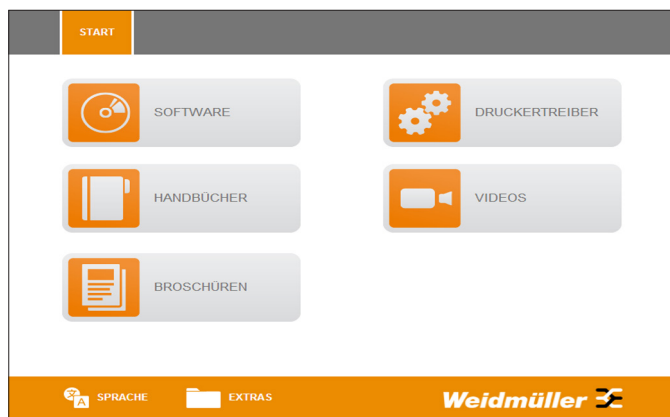 START
SOFTWARE
DRUCKERTREIBER
HANDBÜCHER
VIDEOS
BROSCHÜREN
SPRACHE
EXTRAS
Weidmüller